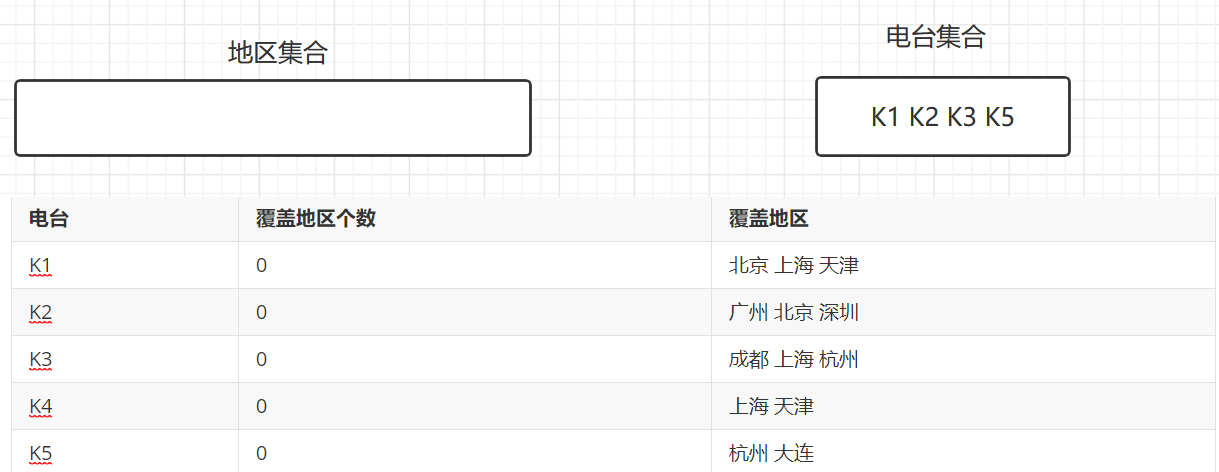 地区集合
电台集合
K1 K2 K3 K5
电台 覆盖地区个数 覆盖地区
K1 0 北京 上海 天津
K2 0 广州 北京 深圳
K3 0 成都 上海 杭州
K4 0 上海 天津
K5 0 杭州 大连